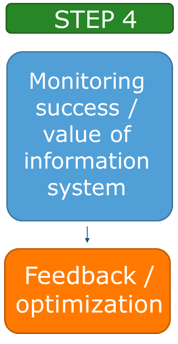 STEP 4
Monitoring
success /
value of
information
system
Feedback /
optimization